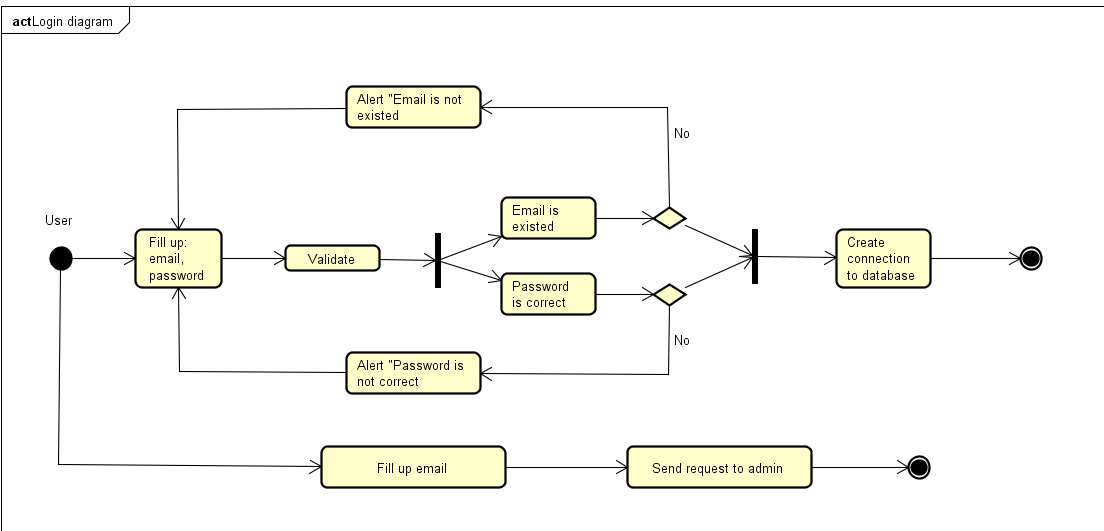 actLogin diagram
Alert "Email is not
existed
No
User
Email is
existed
Fill up:
email,
password
Validate
Create
connection
to database
Password
is correct
No
Alert "Password is
not correct
Fill up email
Send request to admin